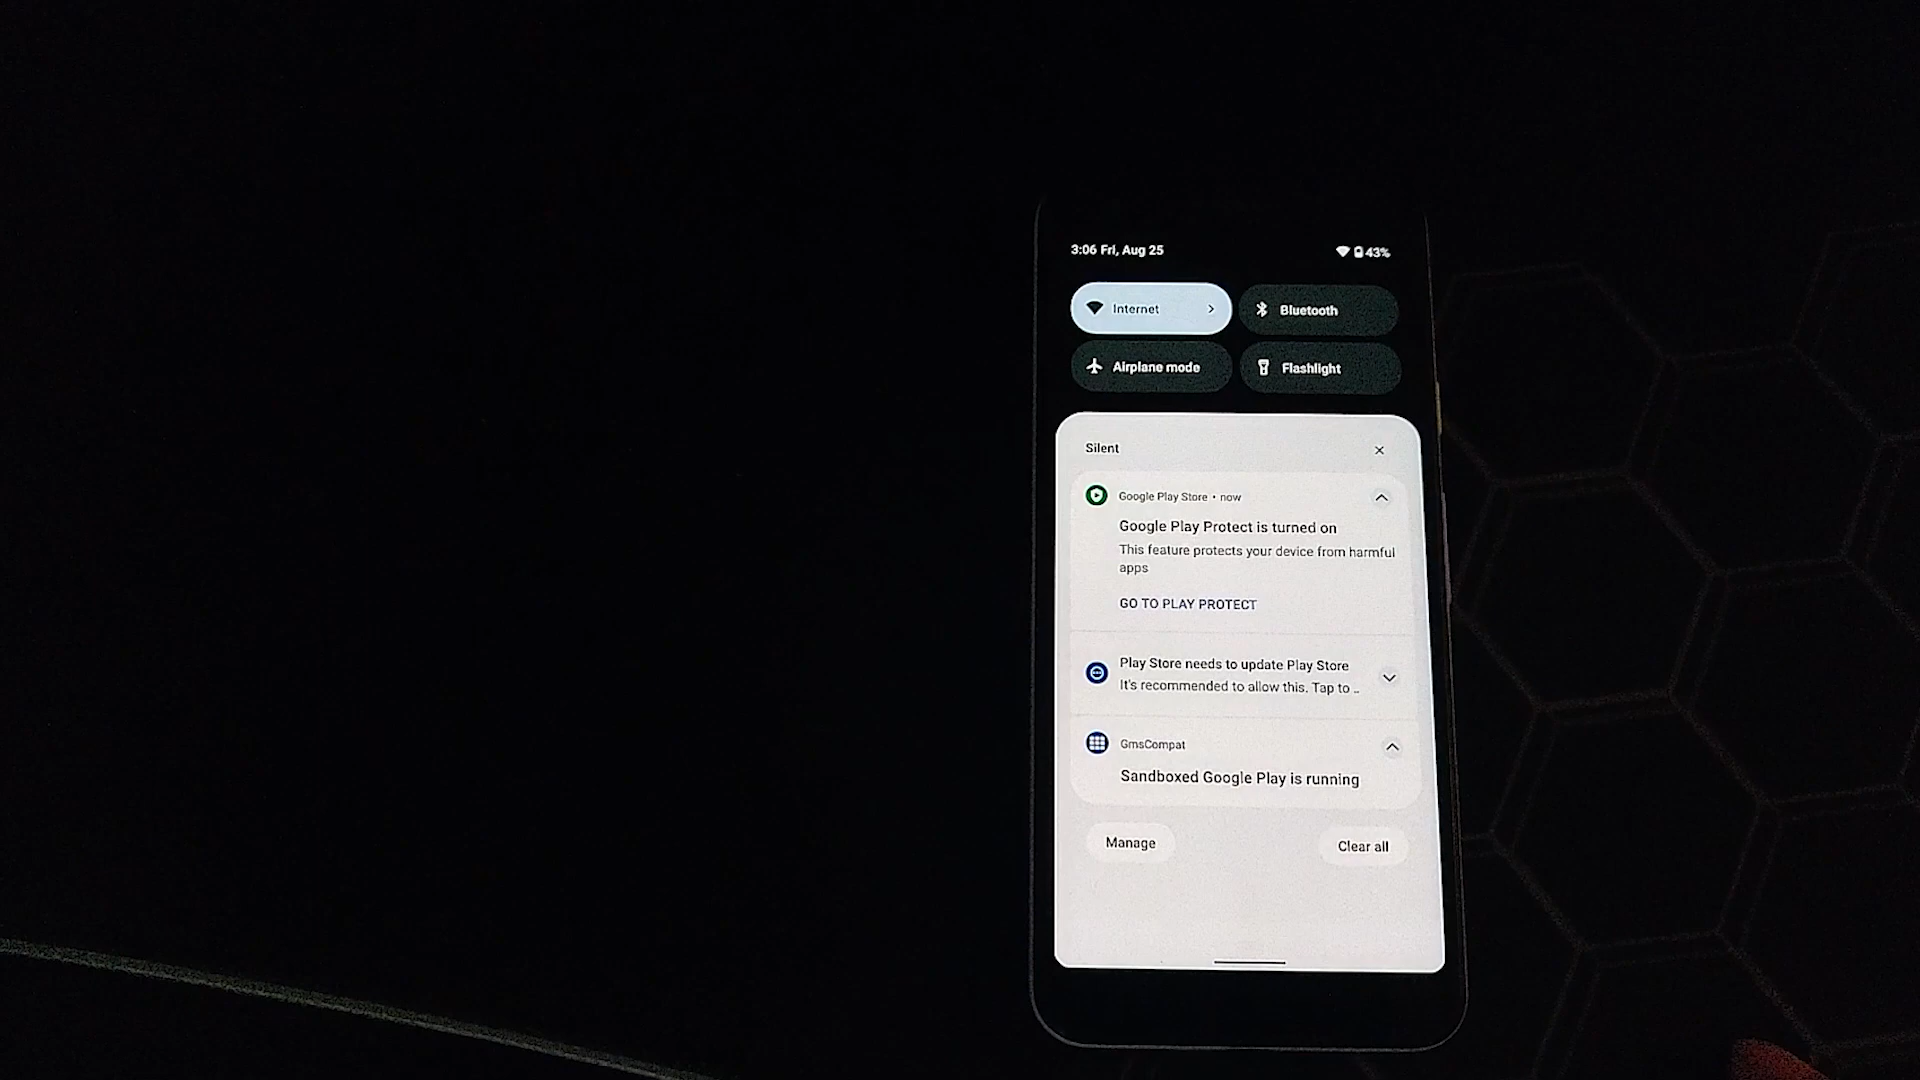 3:06 Fri, Aug 25
43%
Internet
Bluetooth
Airplane mode
Flashlight
Silent
Google Play Store • now
Google Play Protect is turned on
This feature protects your device from harmful
apps
GO TO PLAY PROTECT
Play Store needs to update Play Store
It's recommended to allow this. Tap to ..
GmsCompat
Sandboxed Google Play is running
Manage
Clear all